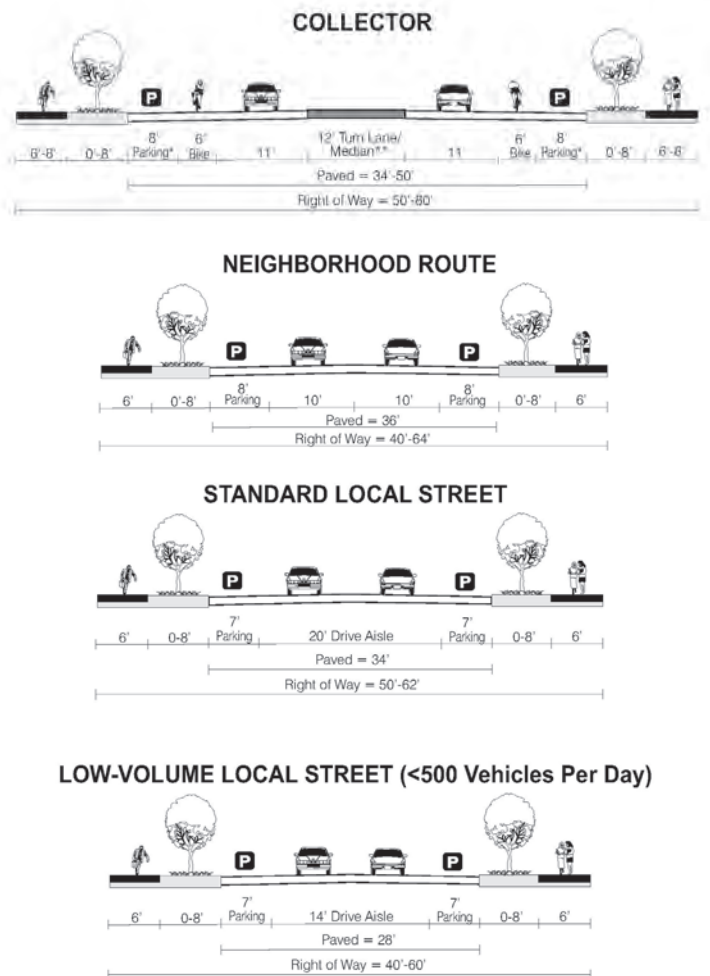 COLLECTOR
P P
6'-8' 0'-8' 8' Parking* 6' Bike 11' 12' Turn Lane/ Median** 11 6' Bike 8' Parking* 0'-8' 6'-8'
Paved = 34'-50'
Right of Way = 50'-80'
NEIGHBORHOOD ROUTE
P P
6' 0'-8' 8' Parking 10' 10' 8' Parking 0'-8' 6'
Paved = 36'
Right of Way = 40'-64'
STANDARD LOCAL STREET
P P
6' 0-8' 7' Parking 20' Drive Aisle 7' Parking 0-8' 6'
Paved = 34'
Right of Way = 50'-62'
LOW-VOLUME LOCAL STREET (<500 Vehicles Per Day)
P P
6' 0-8' 7' Parking 14' Drive Aisle 7' Parking 0-8' 6'
Paved = 28'
Right of Way = 40'-60'